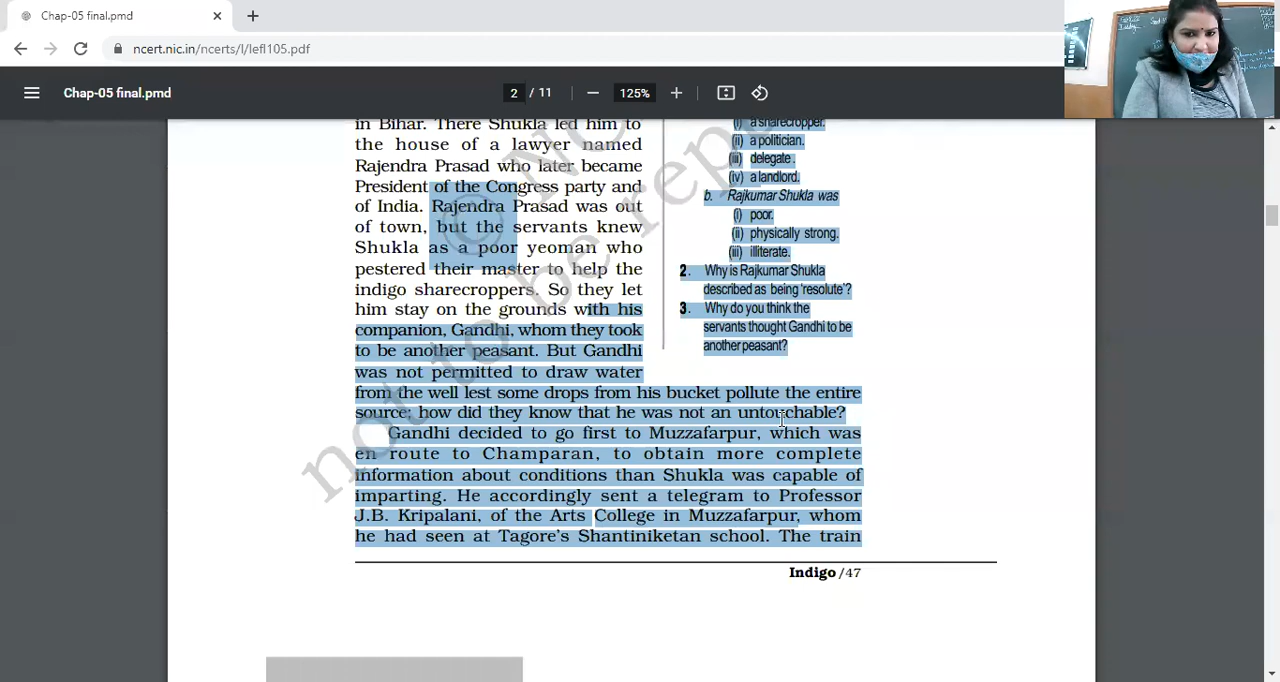 Chap-05 final.pmd
ncert.nic.in/ncerts/l/lefl105.pdf
Chap-05 final.pmd
2 / 11
125%
in Bihar. There Shukla led him to
the house of a lawyer named
Rajendra Prasad who later became
President of the Congress party and
of India. Rajendra Prasad was out
of town, but the servants knew
Shukla as a poor yeoman who
pestered their master to help the
indigo sharecroppers. So they let
him stay on the grounds with his
companion, Gandhi, whom they took
to be another peasant. But Gandhi
was not permitted to draw water
from the well lest some drops from his bucket pollute the entire
source; how did they know that he was not an untouchable?
Gandhi decided to go first to Muzzafarpur, which was
en route to Champaran, to obtain more complete
information about conditions than Shukla was capable of
imparting. He accordingly sent a telegram to Professor
J.B. Kripalani, of the Arts College in Muzzafarpur, whom
he had seen at Tagore's Shantiniketan school. The train
(i) a sharecropper.
(ii) a politician.
(iii) delegate.
(iv) a landlord.
b. Rajkumar Shukla was
(i) poor.
(ii) physically strong.
(iii) illiterate.
2. Why is Rajkumar Shukla
described as being ‘resolute’?
3. Why do you think the
servants thought Gandhi to be
another peasant?
Indigo /47
not to be rep